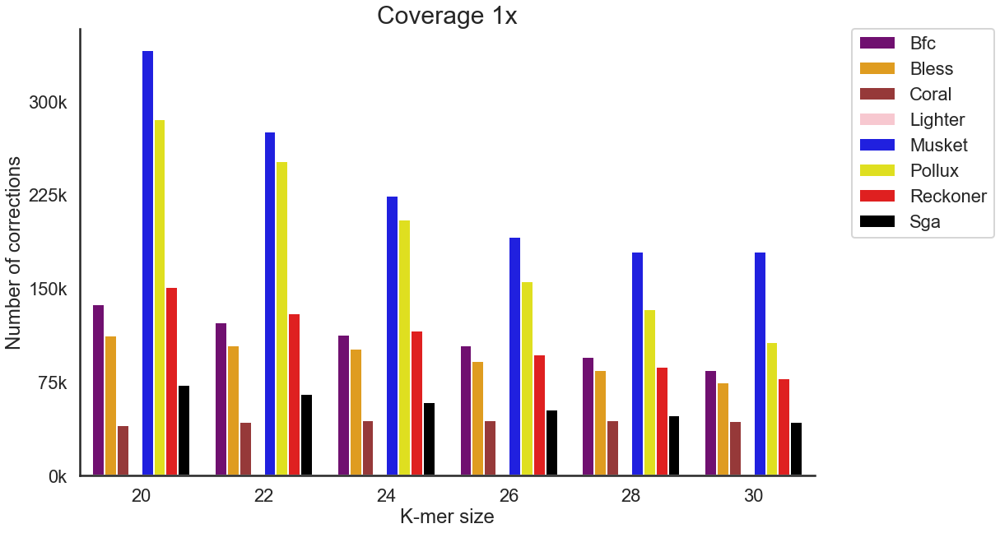 Coverage 1x
Number of corrections
300k
225k
150k
75k
0k
20 22 24 26 28 30
K-mer size
Bfc
Bless
Coral
Lighter
Musket
Pollux
Reckoner
Sga